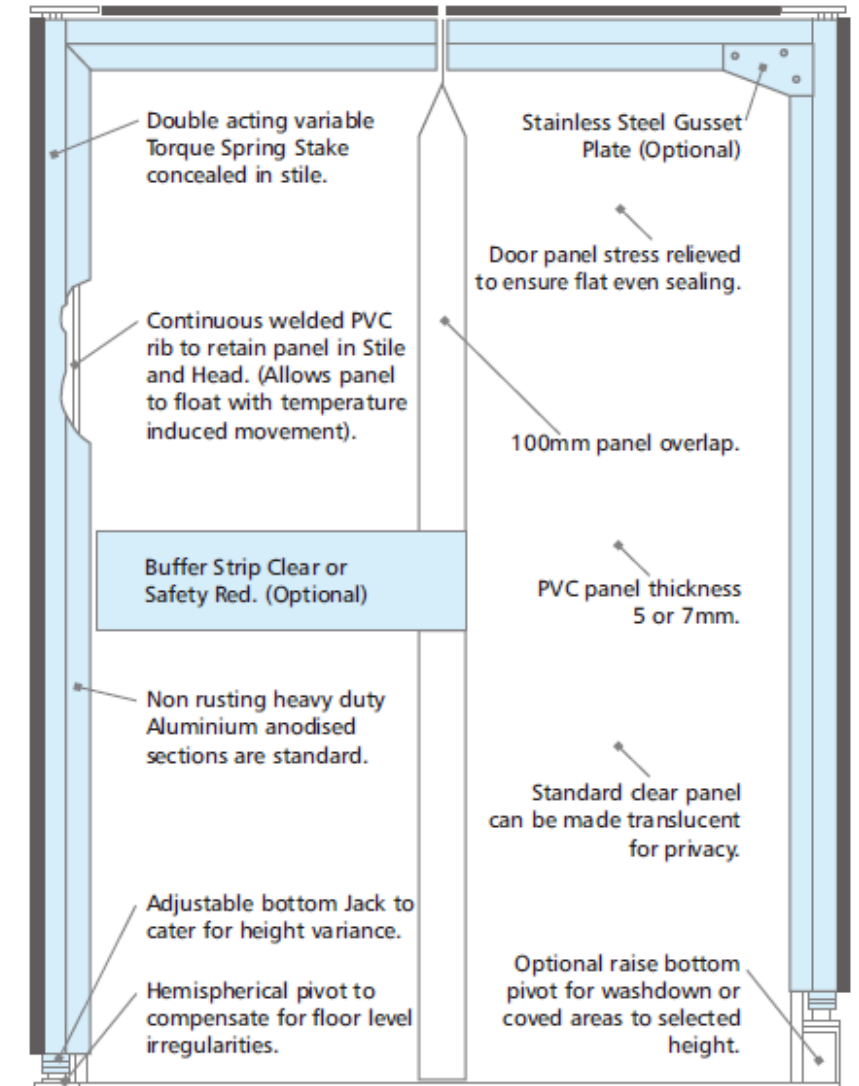 Double acting variable
Torque Spring Stake
concealed in stile.
Stainless Steel Gusset
Plate (Optional)
Door panel stress relieved
to ensure flat even sealing.
Continuous welded PVC
rib to retain panel in Stile
and Head. (Allows panel
to float with temperature
induced movement).
100mm panel overlap.
Buffer Strip Clear or
Safety Red. (Optional)
PVC panel thickness
5 or 7mm.
Non rusting heavy duty
Aluminium anodised
sections are standard.
Standard clear panel
can be made translucent
for privacy.
Adjustable bottom Jack to
cater for height variance.
Hemispherical pivot to
compensate for floor level
irregularities.
Optional raise bottom
pivot for washdown or
coved areas to selected
height.